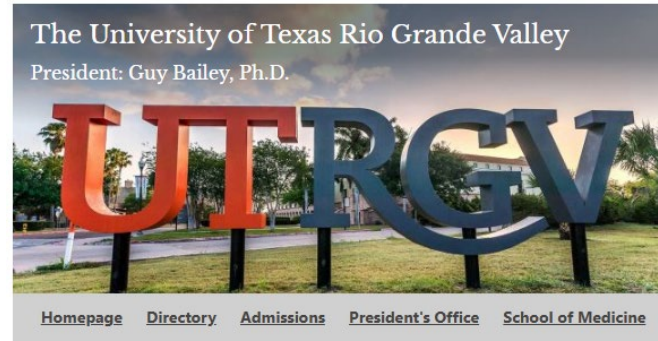 The University of Texas Rio Grande Valley
President: Guy Bailey, Ph.D.
UTRGV
Homepage Directory Admissions President's Office School of Medicine